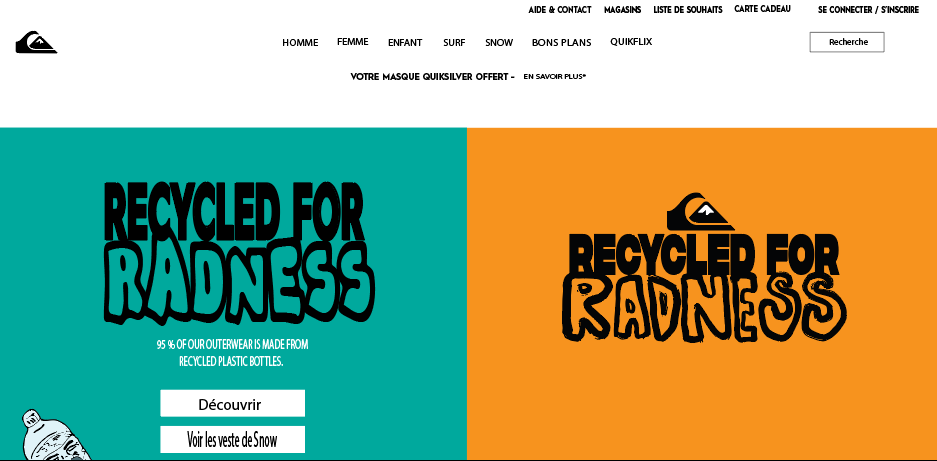 AIDE & CONTACT MAGASINS LISTE DE SOUHAITS CARTE CADEAU SE CONNECTER / S'INSCRIRE
HOMME FEMME ENFANT SURF SNOW BONS PLANS QUIKFLIX Recherche
VOTRE MASQUE QUIKSILVER OFFERT - EN SAVOIR PLUS*
RECYCLED FOR
RADNESS
95 % OF OUR OUTERWEAR IS MADE FROM
RECYCLED PLASTIC BOTTLES.
Découvrir
Voir les veste de Snow
RECYCLED FOR
RADNESS